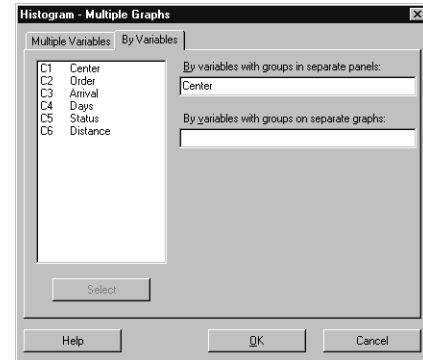 Histogram - Multiple Graphs
Multiple Variables By Variables
C1 Center
C2 Order
C3 Arrival
C4 Days
C5 Status
C6 Distance
By variables with groups in separate panels:
Center
By variables with groups on separate graphs:
Select
Help OK Cancel